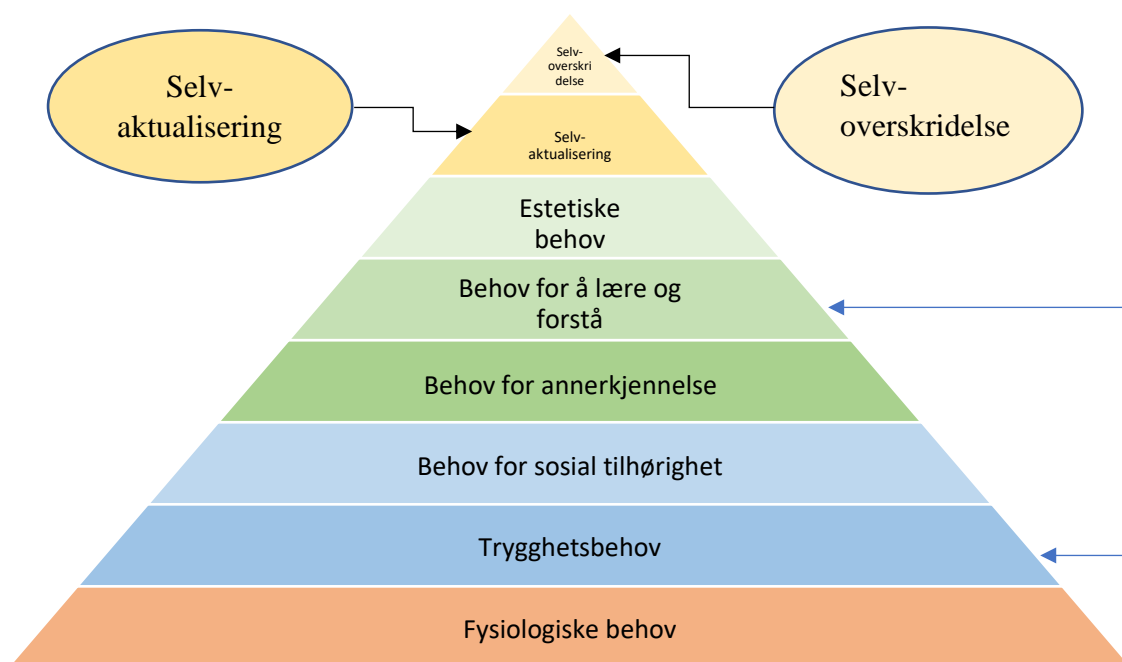 Selv-
aktualisering
Selv-
overskridelse
Selv-
overskri
delse
Selv-
aktualisering
Estetiske
behov
Behov for å lære og
forstå
Behov for annerkjennelse
Behov for sosial tilhørighet
Trygghetsbehov
Fysiologiske behov